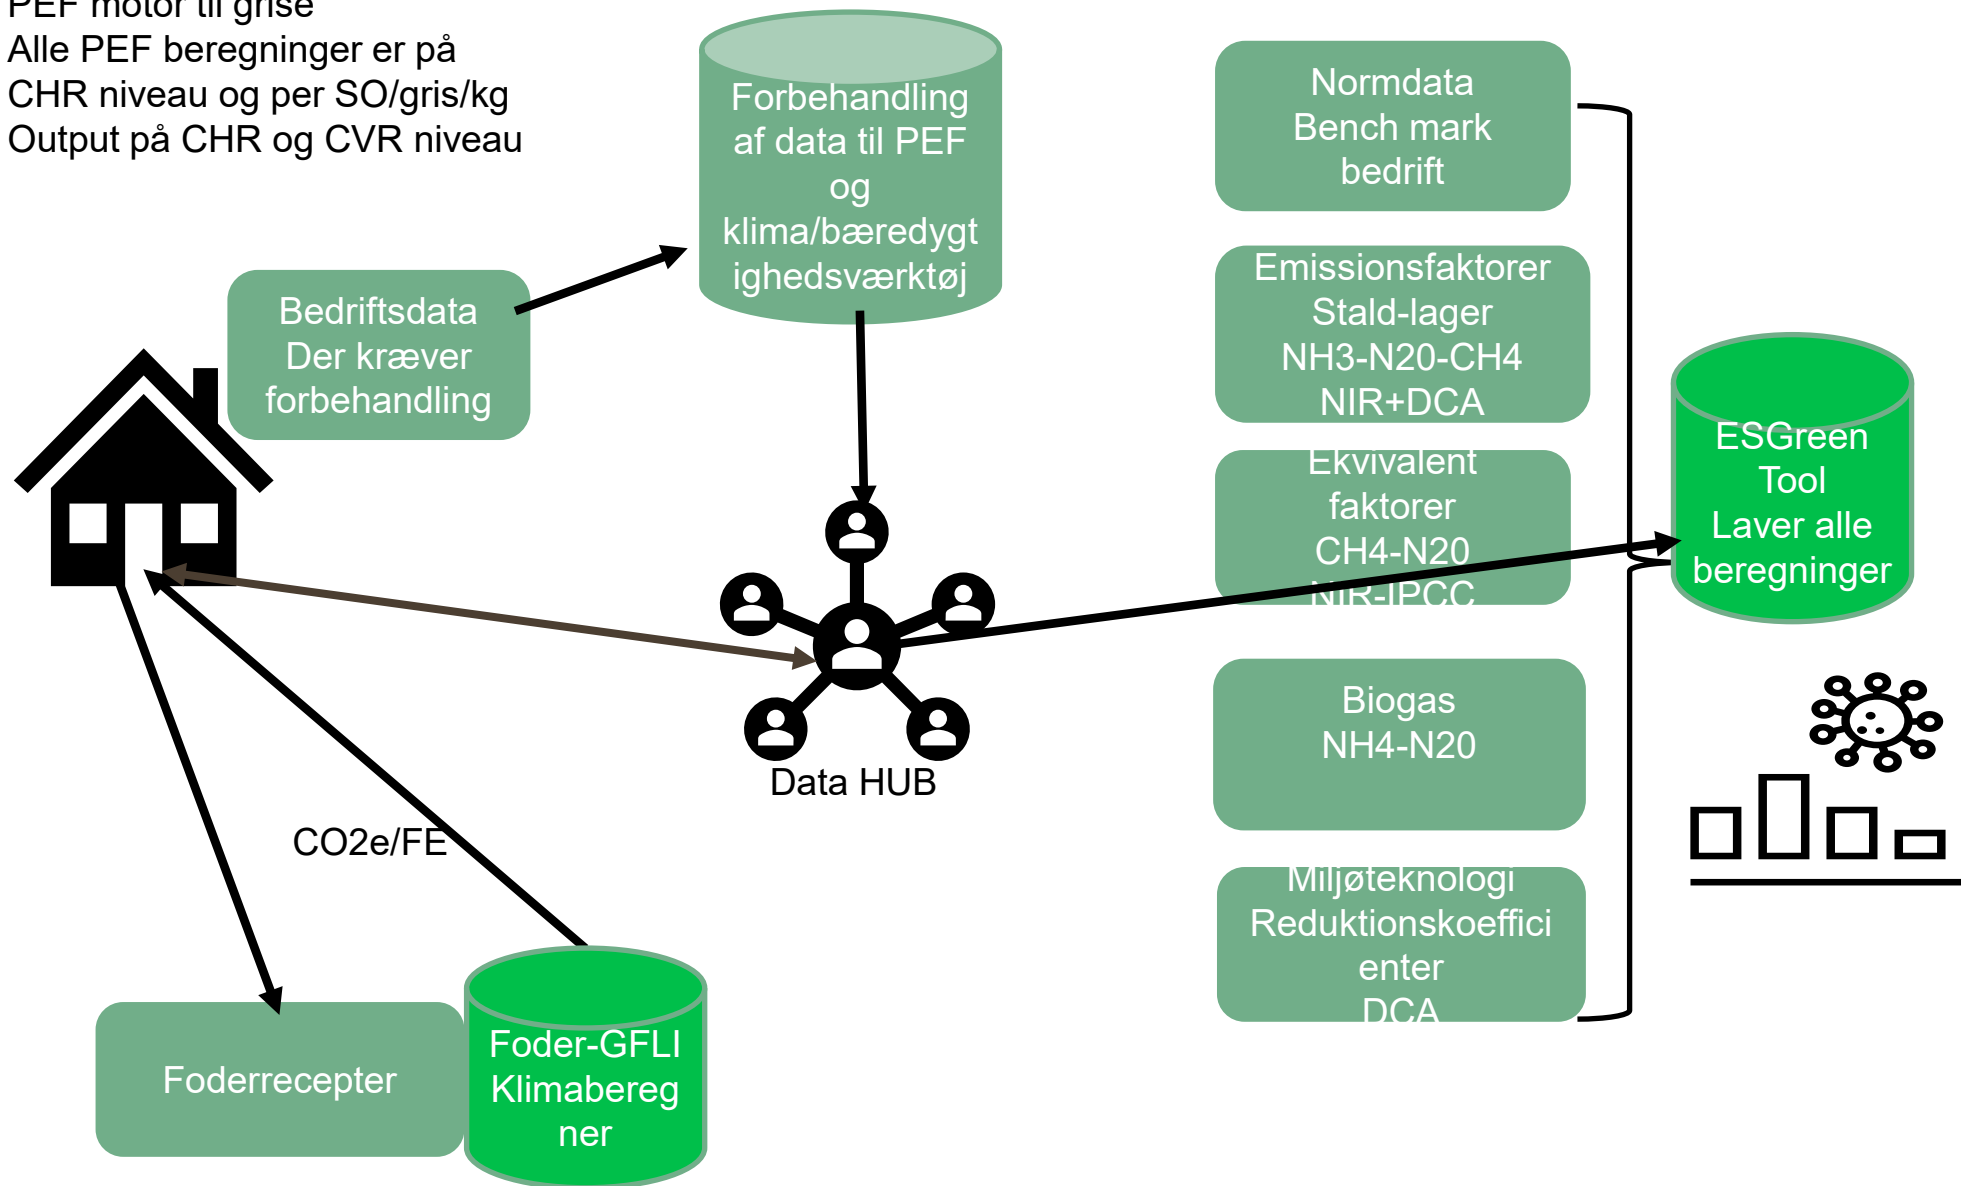 PEF motor til grise
Alle PEF beregninger er på
CHR niveau og per SO/gris/kg
Output på CHR og CVR niveau
Forbehandling
af data til PEF
og
klima/bæredygt
ighedsværktøj
Bedriftsdata
Der kræver
forbehandling
Normdata
Bench mark
bedrift
Emissionsfaktorer
Stald-lager
NH3-N20-CH4
NIR+DCA
Ekvivalent
faktorer
CH4-N20
NIR-IPCC
ESGreen
Tool
Laver alle
beregninger
Biogas
NH4-N20
Data HUB
CO2e/FE
Miljøteknologi
Reduktionskoeffici
enter
DCA
Foderrecepter
Foder-GFLI
Klimabereg
ner